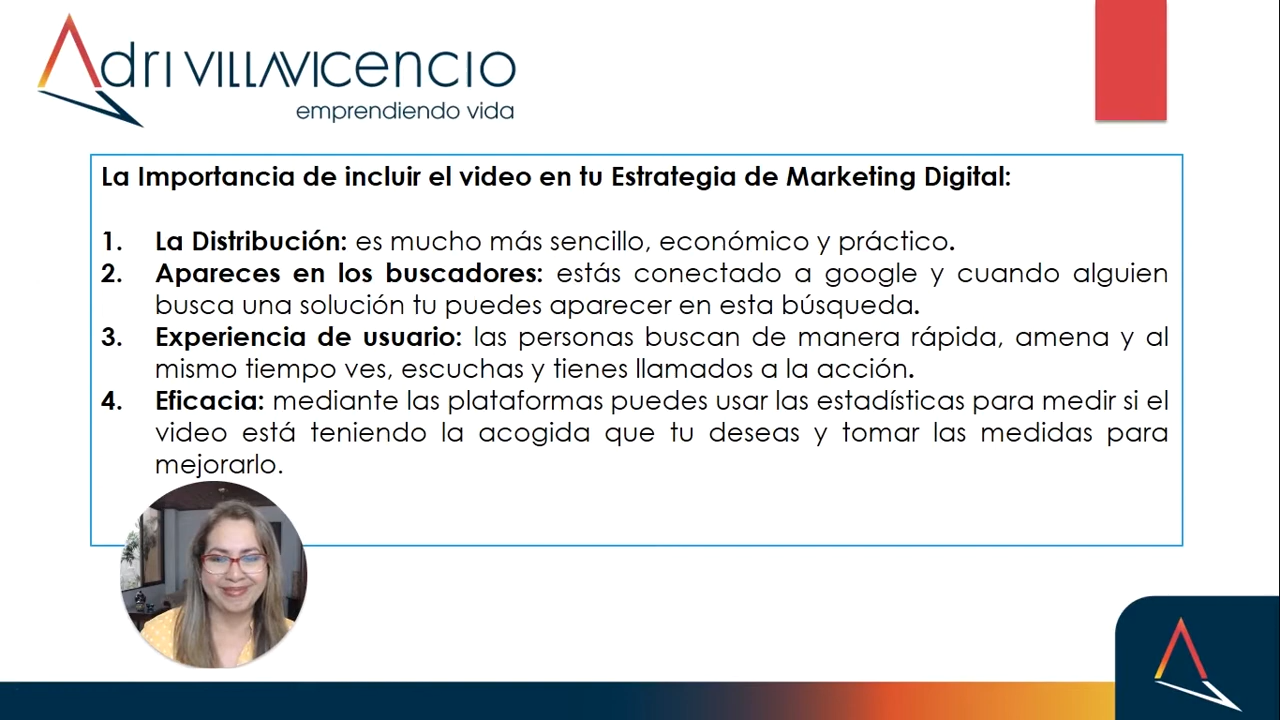 Adri VILLAVICENCIO
emprendiendo vida
La Importancia de incluir el video en tu Estrategia de Marketing Digital:
1. La Distribución: es mucho más sencillo, económico y práctico.
2. Apareces en los buscadores: estás conectado a google y cuando alguien
busca una solución tu puedes aparecer en esta búsqueda.
3. Experiencia de usuario: las personas buscan de manera rápida, amena y al
mismo tiempo ves, escuchas y tienes llamados a la acción.
4. Eficacia: mediante las plataformas puedes usar las estadísticas para medir si el
video está teniendo la acogida que tu deseas y tomar las medidas para
mejorarlo.